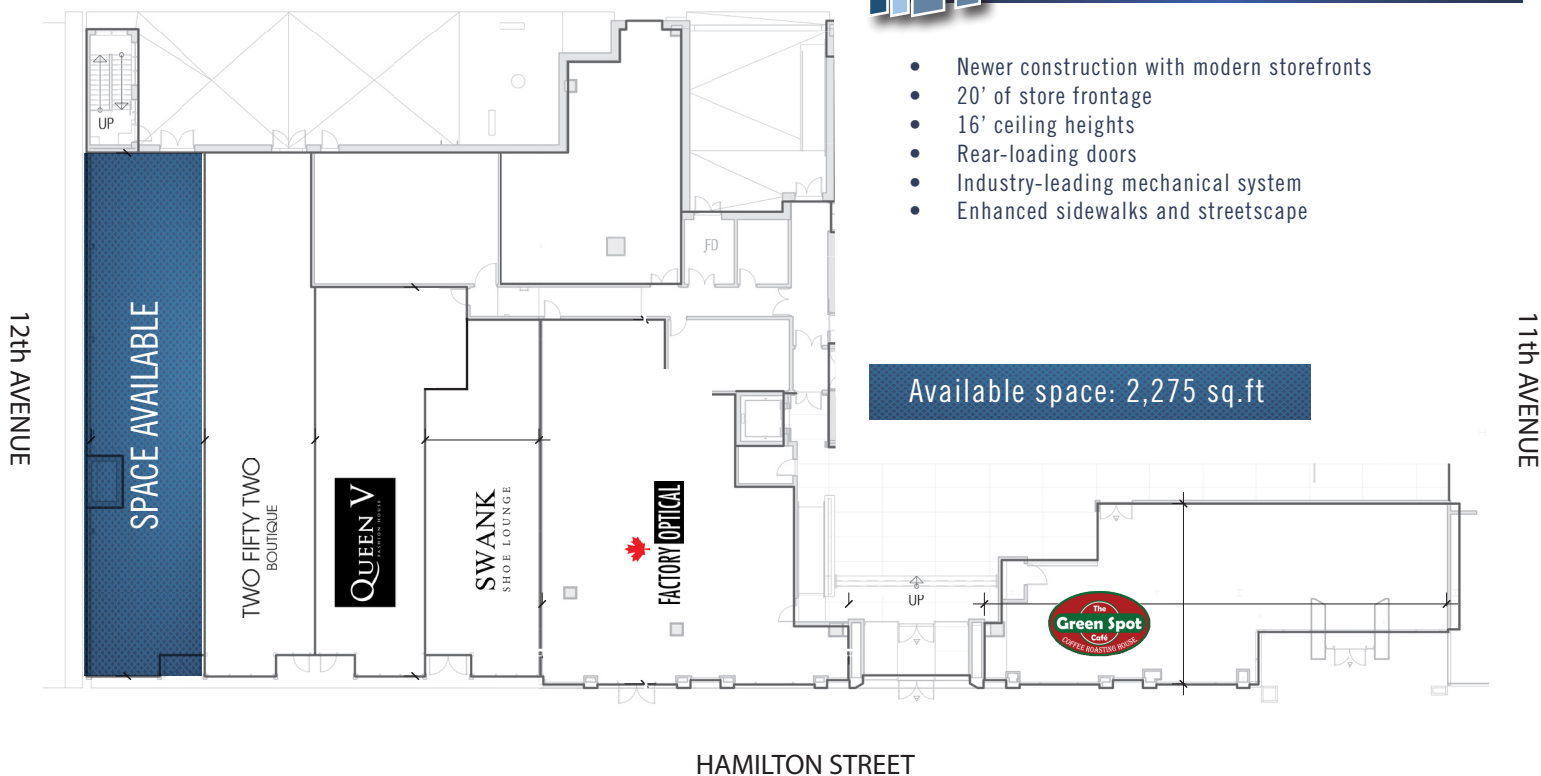 • Newer construction with modern storefronts
• 20’ of store frontage
• 16’ ceiling heights
• Rear-loading doors
• Industry-leading mechanical system
• Enhanced sidewalks and streetscape
UP
FD
12th AVENUE
11th AVENUE
Available space: 2,275 sq.ft
SPACE AVAILABLE
TWO FIFTY TWO
BOUTIQUE
QUEEN V
FASHION HOUSE
SWANK
SHOE LOUNGE
FACTORY OPTICAL
UP
The
Green Spot
Café
COFFEE ROASTING HOUSE
HAMILTON STREET